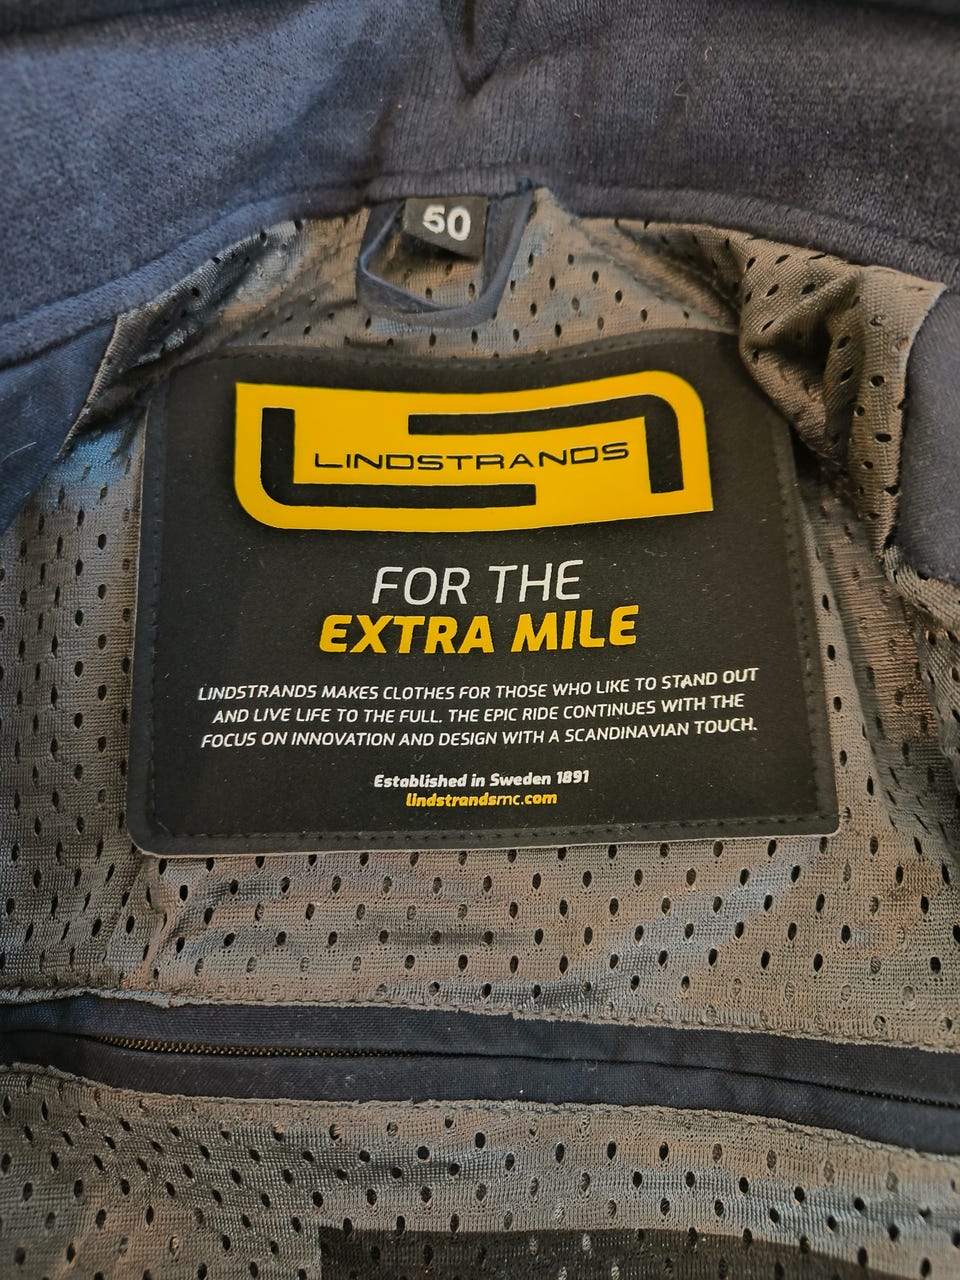 50
LINDSTRANDS
FOR THE
EXTRA MILE
LINDSTRANDS MAKES CLOTHES FOR THOSE WHO LIKE TO STAND OUT
AND LIVE LIFE TO THE FULL. THE EPIC RIDE CONTINUES WITH THE
FOCUS ON INNOVATION AND DESIGN WITH A SCANDINAVIAN TOUCH.
Established in Sweden 1891
lindstrandsmc.com